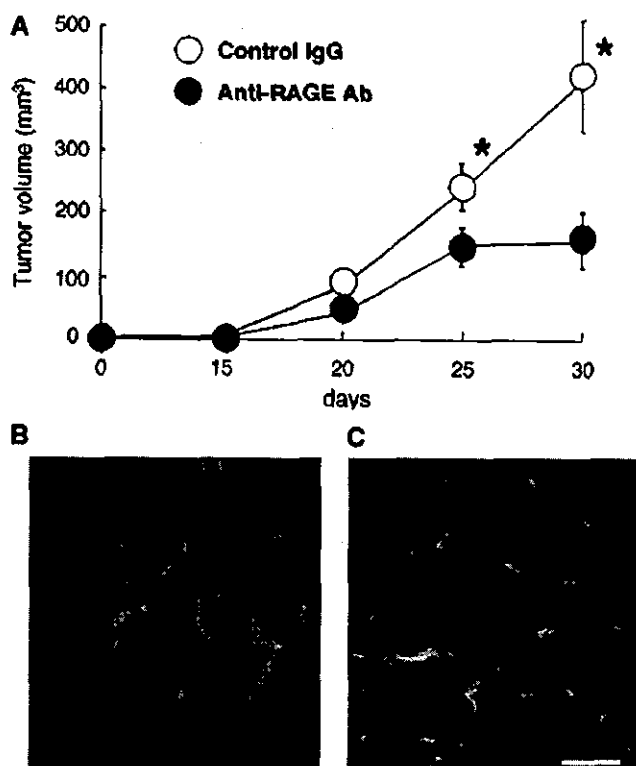 A
Tumor volume (mm³)
500
400
300
200
100
0
Control IgG
Anti-RAGE Ab
*
*
0 15 20 25 30
days
B C